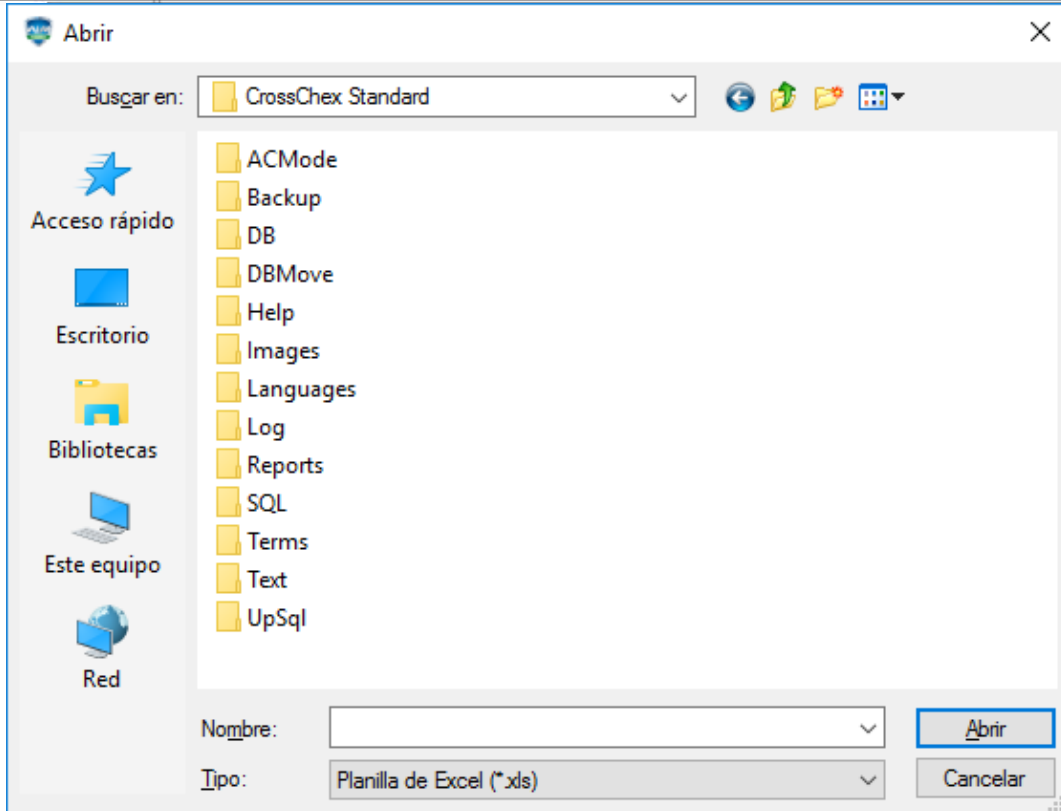 Abrir
Buscar en:
CrossChex Standard
Acceso rápido
Escritorio
Bibliotecas
Este equipo
Red
ACMode
Backup
DB
DBMove
Help
Images
Languages
Log
Reports
SQL
Terms
Text
UpSql
Nombre:
Abrir
Tipo:
Planilla de Excel (*.xls)
Cancelar